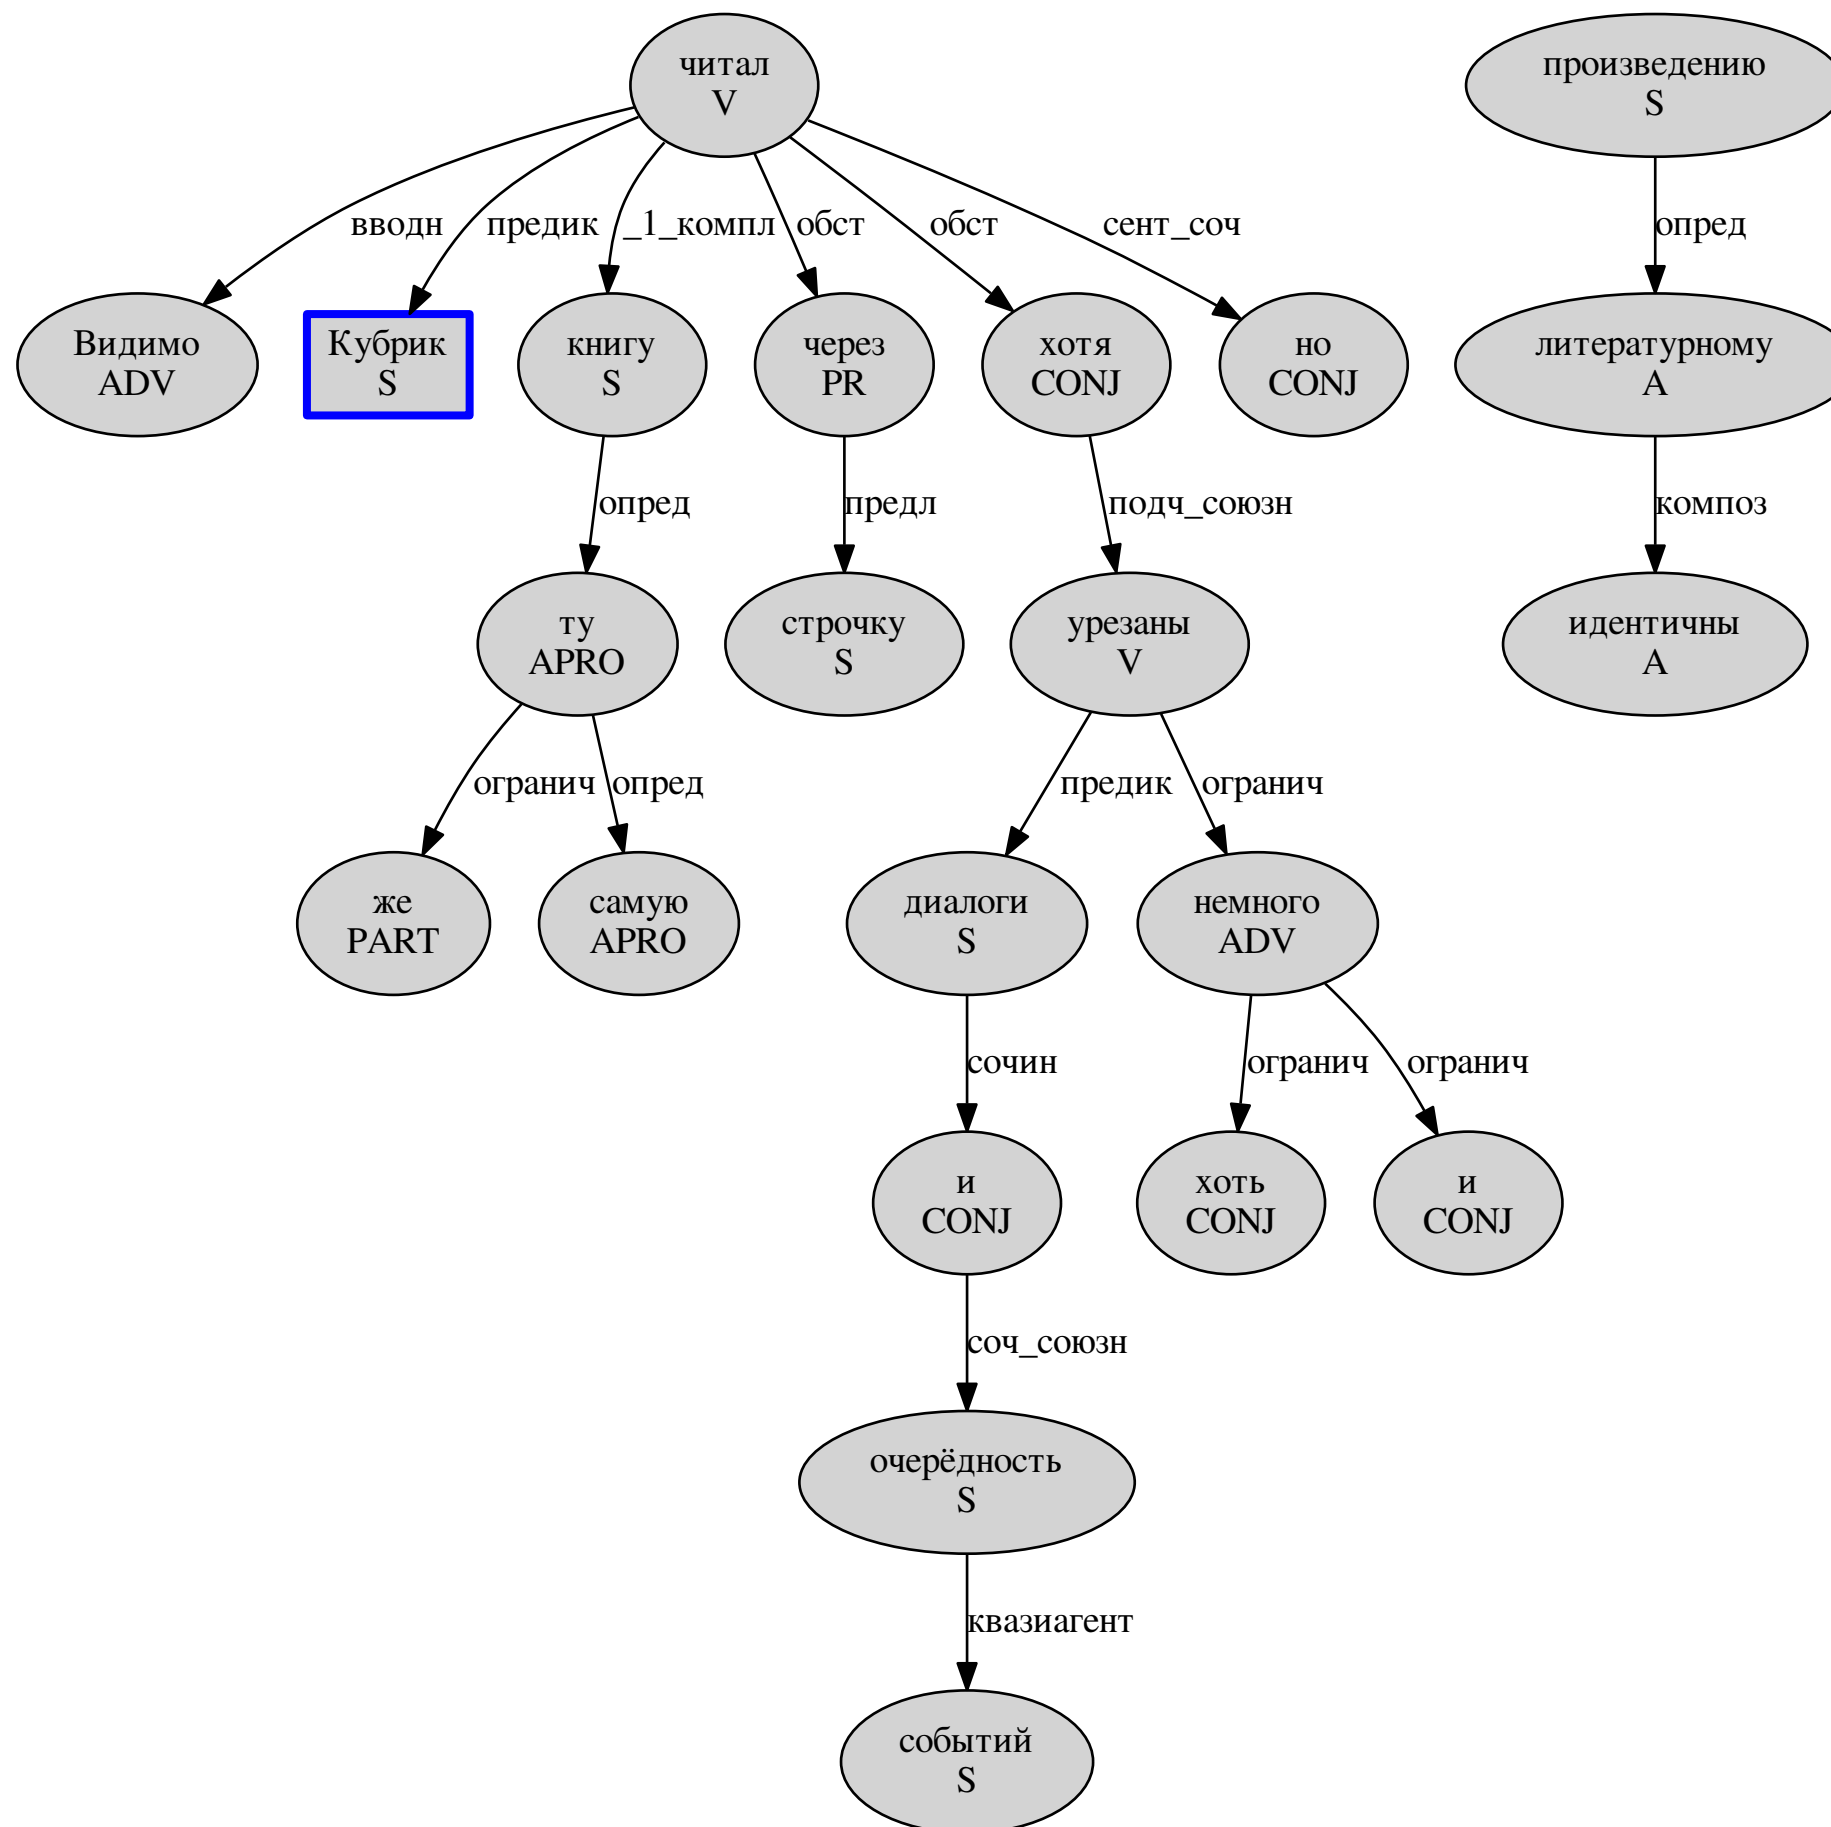 читал
V
произведению
S
вводн
предик
_1_компл
обст
обст
сент_соч
опред
Видимо
ADV
Кубрик
S
книгу
S
через
PR
хотя
CONJ
но
CONJ
литературному
A
опред
предл
подч_союзн
композ
ту
APRO
строчку
S
урезаны
V
идентичны
A
огранич
опред
предик
огранич
же
PART
самую
APRO
диалоги
S
немного
ADV
сочин
огранич
огранич
и
CONJ
хоть
CONJ
и
CONJ
соч_союзн
очерёдность
S
квазиагент
событий
S